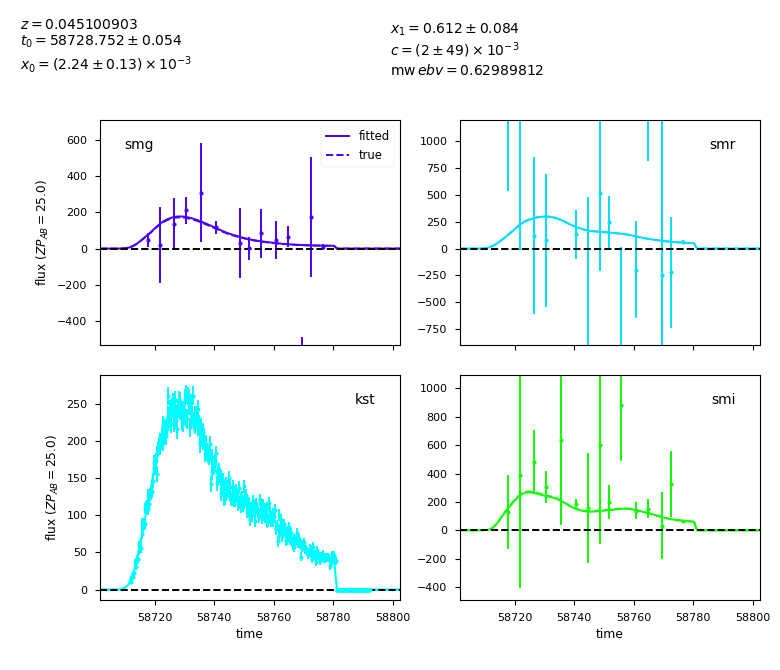 z = 0.045100903
t₀ = 58728.752 ± 0.054
x₀ = (2.24 ± 0.13) × 10⁻³
x₁ = 0.612 ± 0.084
c = (2 ± 49) × 10⁻³
mw ebv = 0.62989812
smg
fitted
true
600
400
200
0
−200
−400
flux (ZP_AB = 25.0)
smr
1000
750
500
250
0
−250
−500
−750
kst
250
200
150
100
50
0
flux (ZP_AB = 25.0)
58720
58740
58760
58780
58800
time
smi
1000
800
600
400
200
0
−200
−400
58720
58740
58760
58780
58800
time